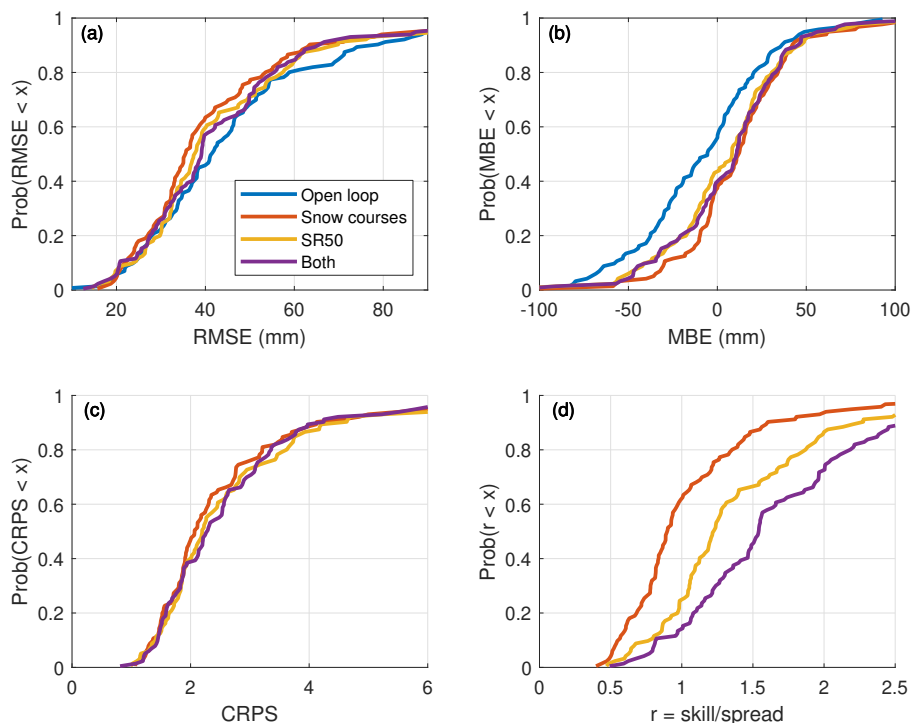 (a)
Prob(RMSE < x)
1
0.8
0.6
0.4
0.2
0
20 40 60 80
RMSE (mm)
Open loop
Snow courses
SR50
Both
(b)
Prob(MBE < x)
1
0.8
0.6
0.4
0.2
0
-100 -50 0 50 100
MBE (mm)
(c)
Prob(CRPS < x)
1
0.8
0.6
0.4
0.2
0
0 2 4 6
CRPS
(d)
Prob(r < x)
1
0.8
0.6
0.4
0.2
0
0 0.5 1 1.5 2 2.5
r = skill/spread